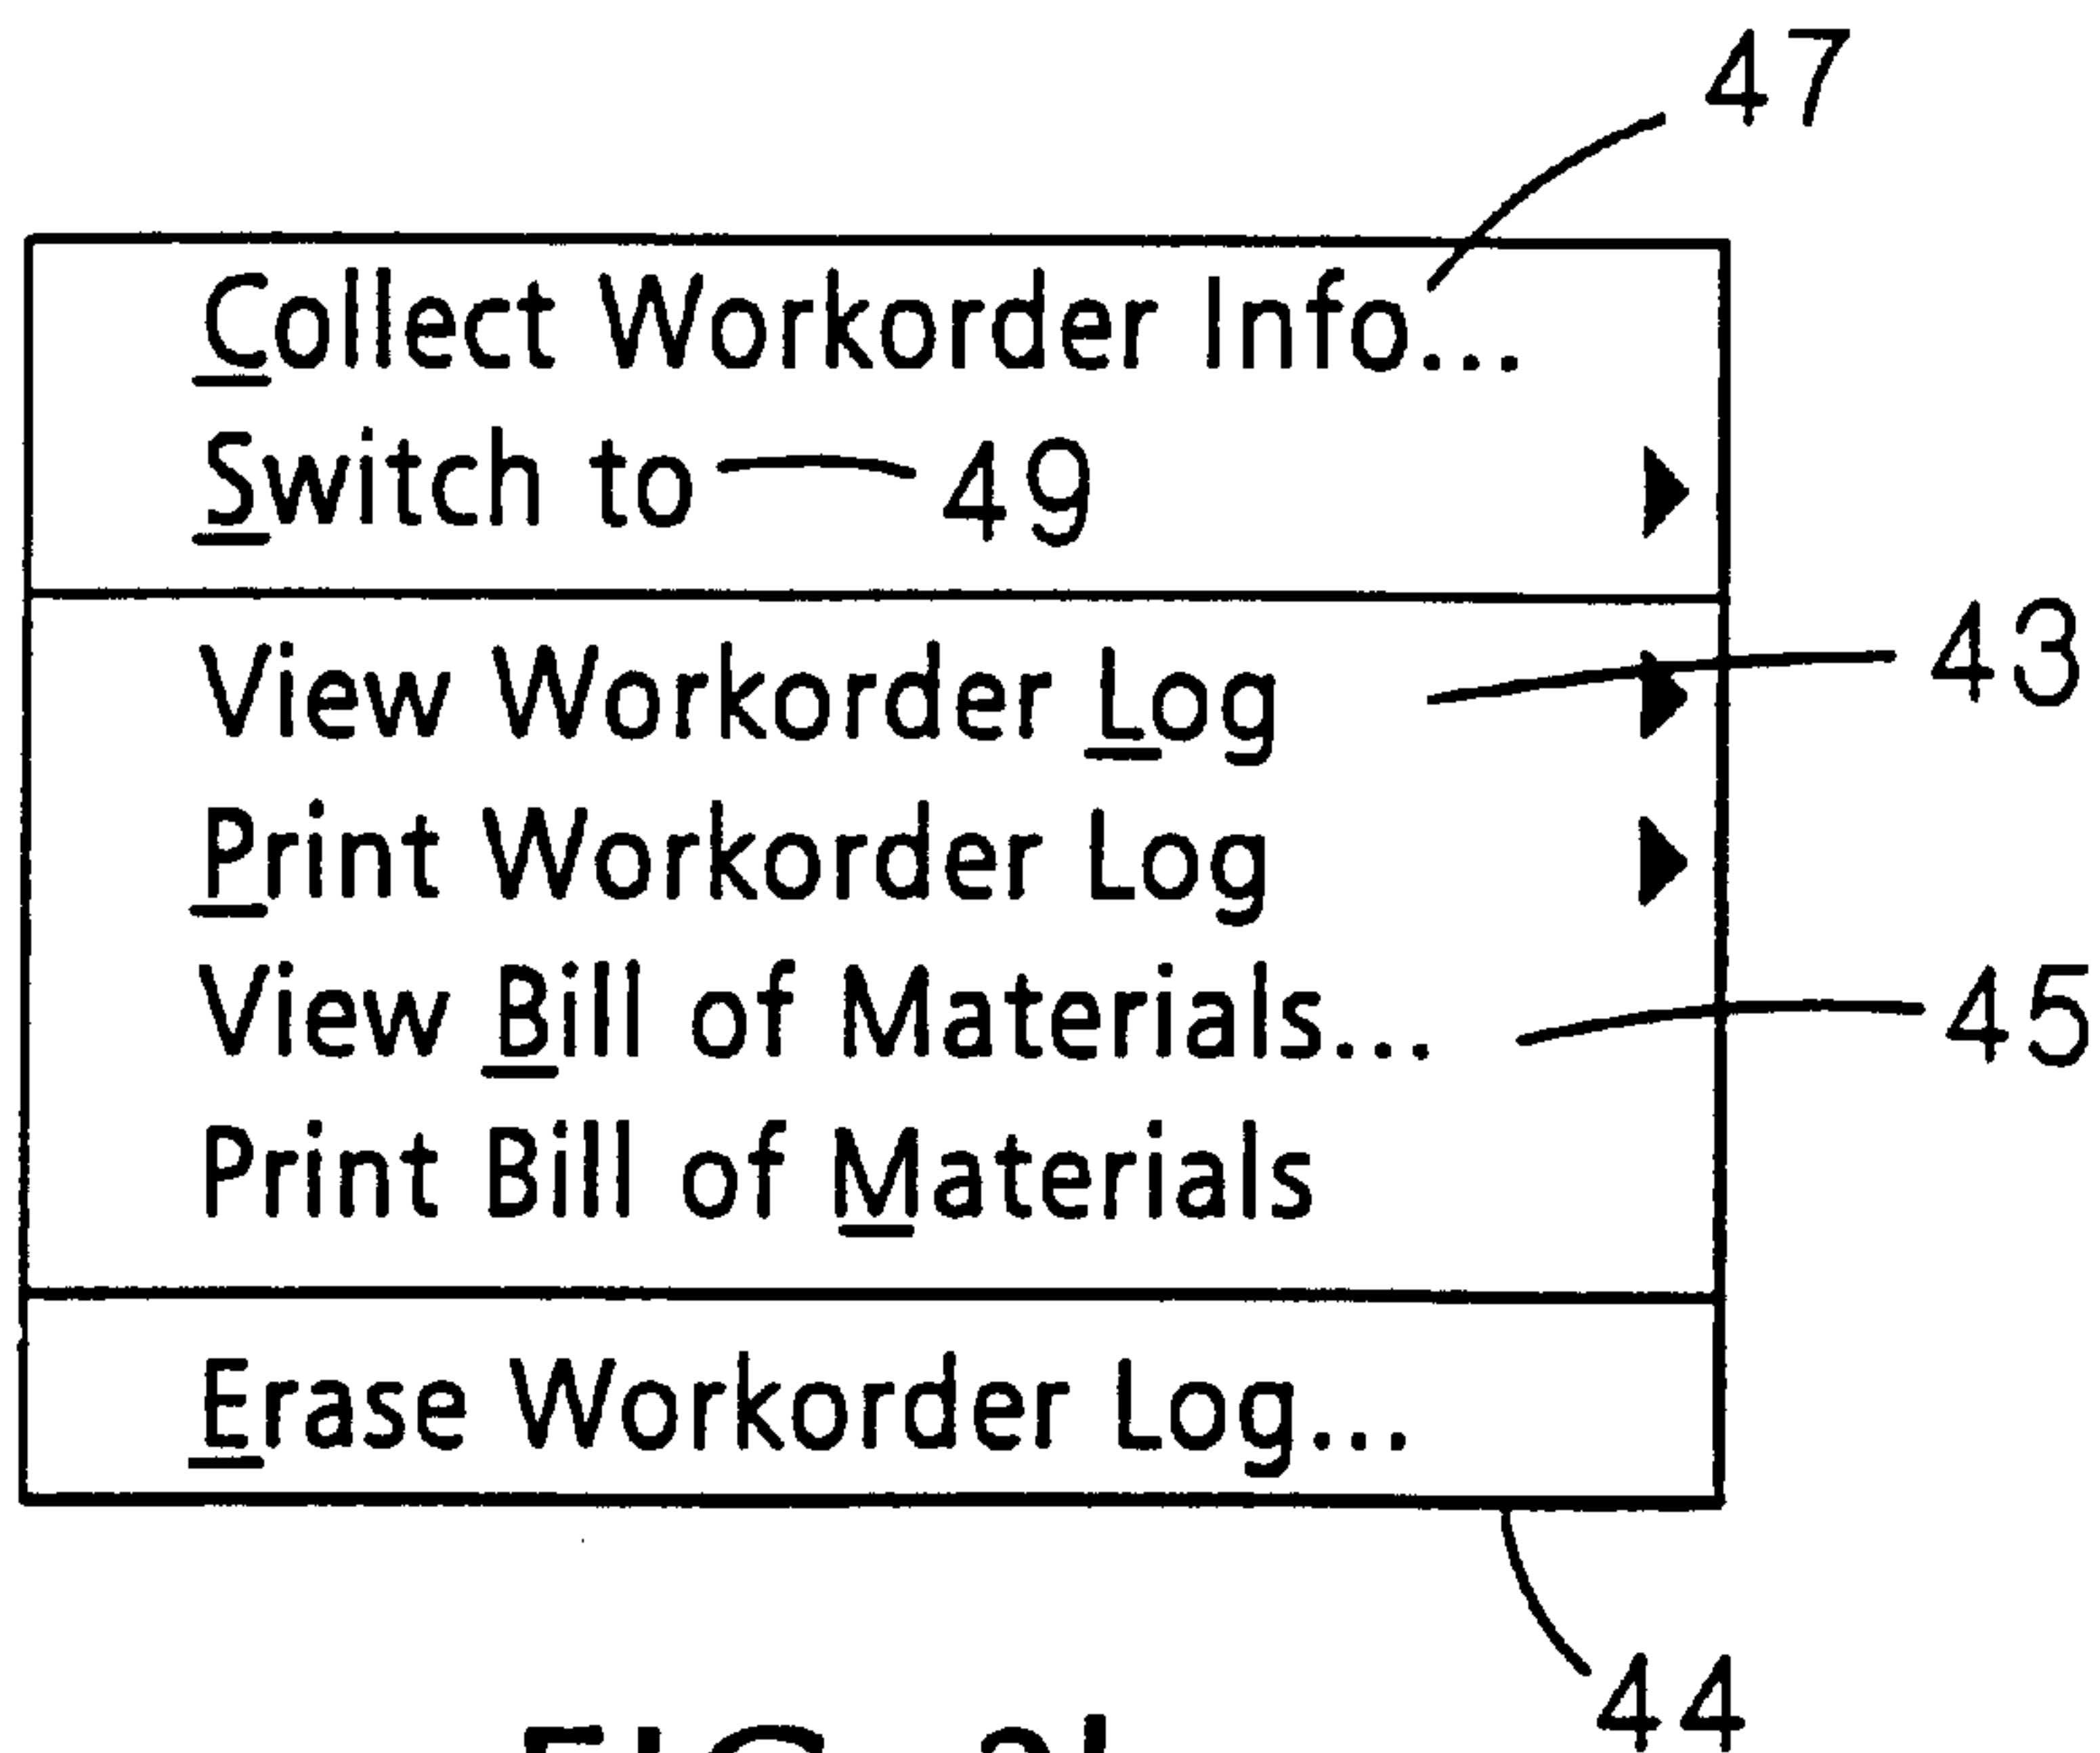 47
Collect Workorder Info...
Switch to 49
View Workorder Log 43
Print Workorder Log
View Bill of Materials... 45
Print Bill of Materials
Erase Workorder Log...
44